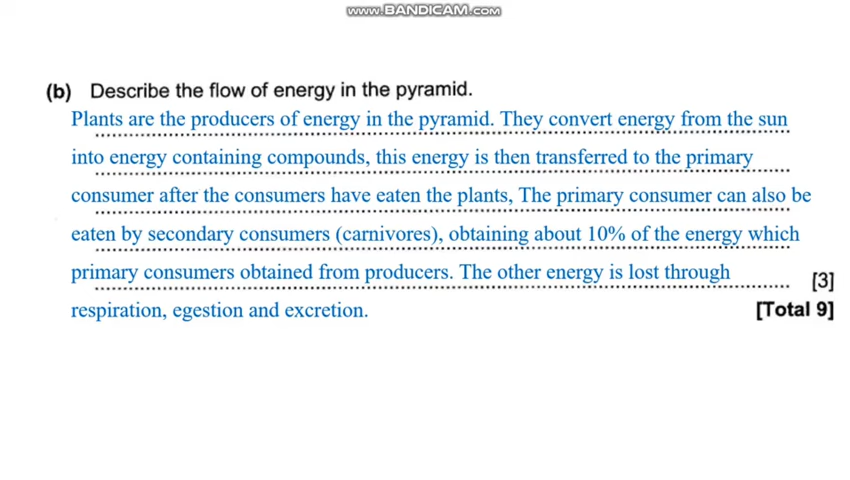 www.BANDICAM.com
(b) Describe the flow of energy in the pyramid.
Plants are the producers of energy in the pyramid. They convert energy from the sun
into energy containing compounds, this energy is then transferred to the primary
consumer after the consumers have eaten the plants, The primary consumer can also be
eaten by secondary consumers (carnivores), obtaining about 10% of the energy which
primary consumers obtained from producers. The other energy is lost through
[3]
respiration, egestion and excretion.
[Total 9]